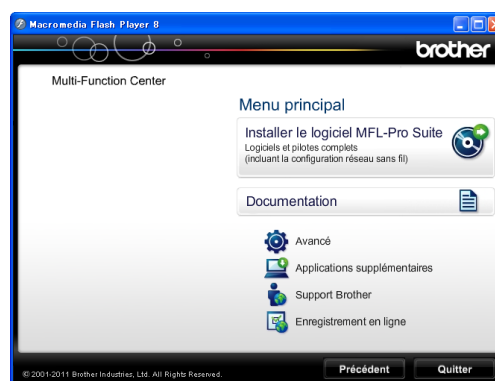 Macromedia Flash Player 8
brother
Multi-Function Center
Menu principal
Installer le logiciel MFL-Pro Suite
Logiciels et pilotes complets
(incluant la configuration réseau sans fil)
Documentation
Avancé
Applications supplémentaires
Support Brother
Enregistrement en ligne
© 2001-2011 Brother Industries, Ltd. All Rights Reserved.
Précédent
Quitter